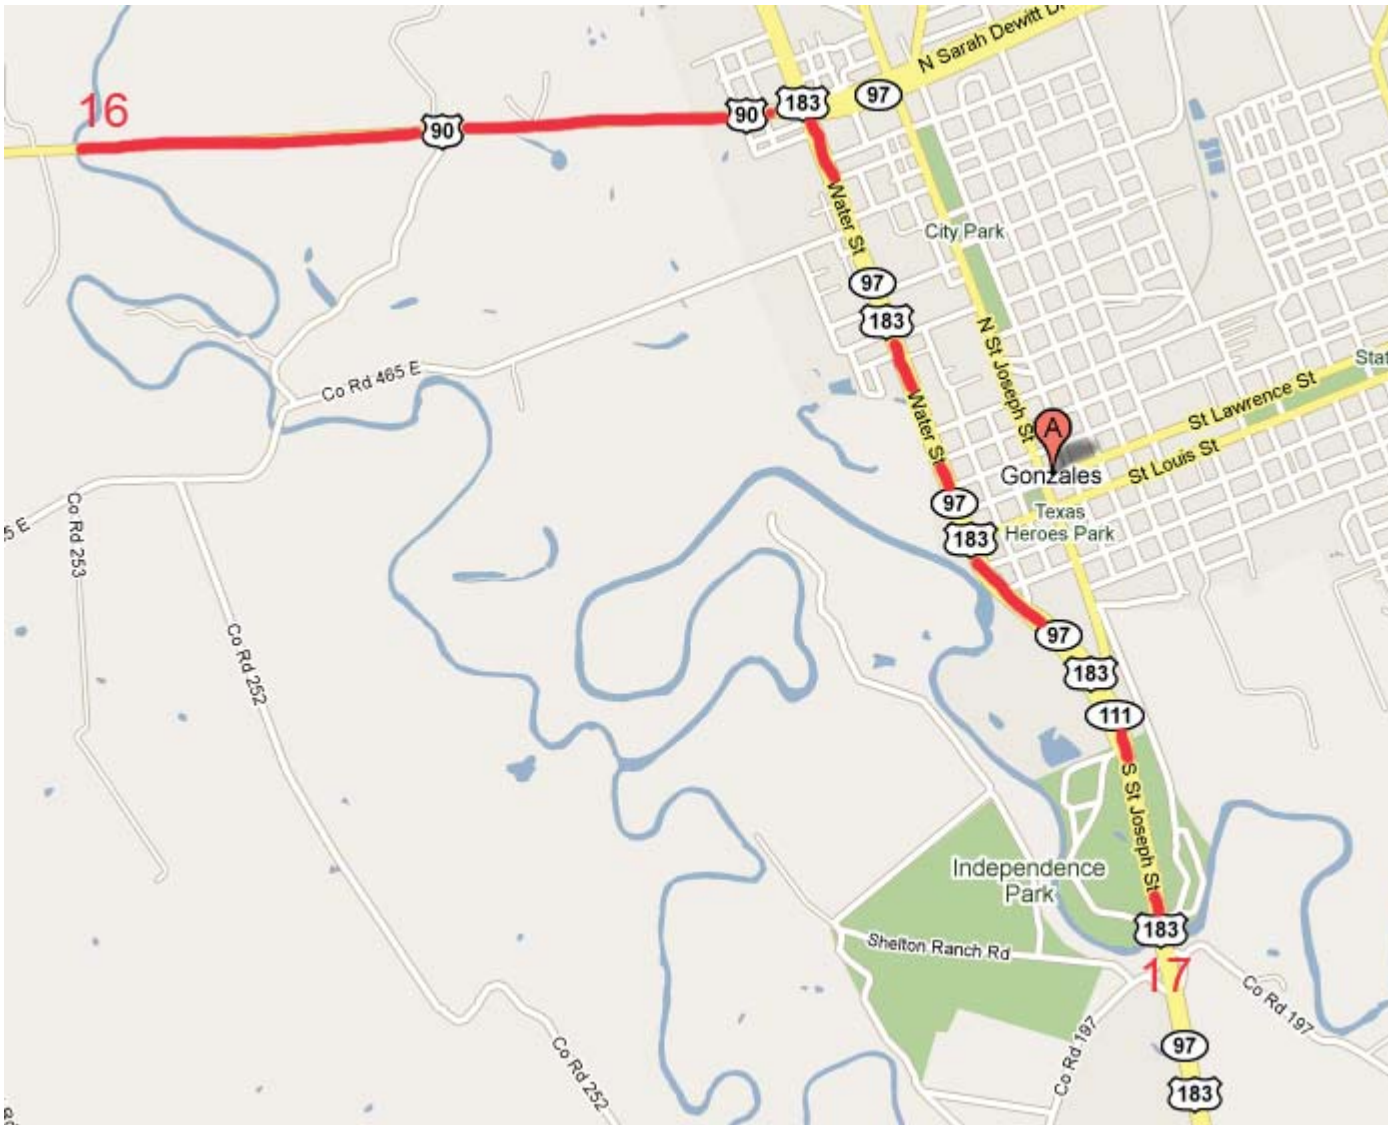 N Sarah Dewitt Dr
16
183
97
90
90
Water St
City Park
97
183
N St Joseph St
Stat
Co Rd 465 E
Water St
St Lawrence St
A
St Louis St
Gonzales
97
Texas
Heroes Park
183
Co Rd 253
5 E
97
Co Rd 252
183
111
S St Joseph St
Independence
Park
183
Shelton Ranch Rd
17
Co Rd 197
Co Rd 197
97
Co Rd 252
183